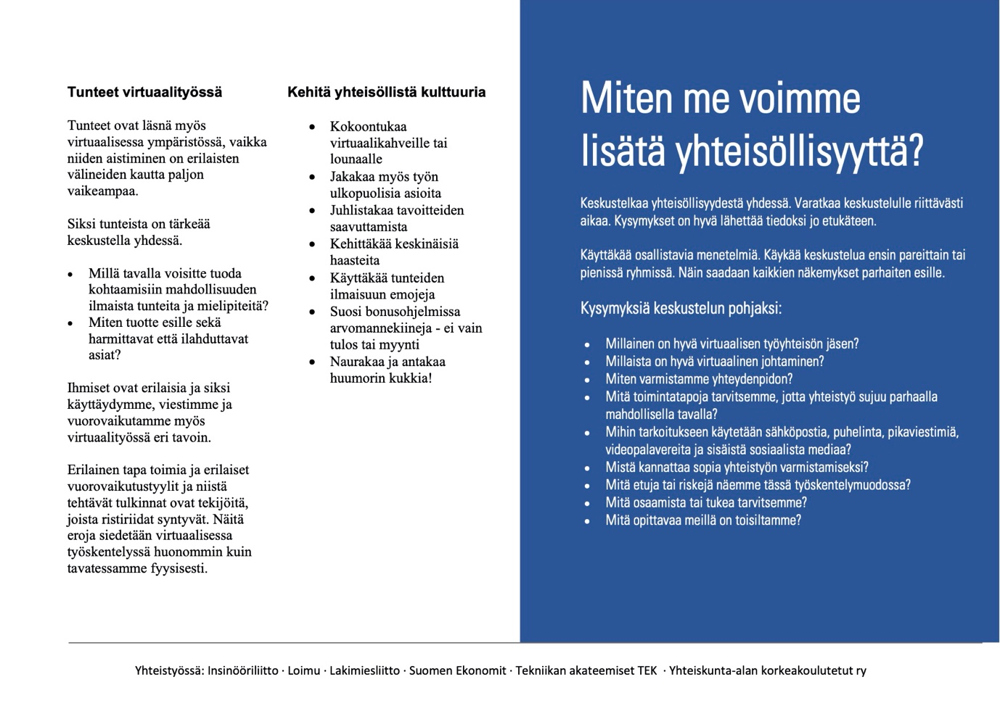 Tunteet virtuaalityössä
Tunteet ovat läsnä myös
virtuaalisessa ympäristössä, vaikka
niiden aistiminen on erilaisten
välineiden kautta paljon
vaikeampaa.
Siksi tunteista on tärkeää
keskustella yhdessä.
• Millä tavalla voisitte tuoda
kohtaamisiin mahdollisuuden
ilmaista tunteita ja mielipiteitä?
• Miten tuotte esille sekä
harmittavat että ilahduttavat
asiat?
Ihmiset ovat erilaisia ja siksi
käyttäydymme, viestimme ja
vuorovaikutamme myös
virtuaalityössä eri tavoin.
Erilainen tapa toimia ja erilaiset
vuorovaikutustyylit ja niistä
tehtävät tulkinnat ovat tekijöitä,
joista ristiriidat syntyvät. Näitä
eroja siedetään virtuaalisessa
työskentelyssä huonommin kuin
tavatessamme fyysisesti.
Kehitä yhteisöllistä kulttuuria
• Kokoontukaa
virtuaalikahveille tai
lounaalle
• Jakakaa myös työn
ulkopuolisia asioita
• Juhlistakaa tavoitteiden
saavuttamista
• Kehittäkää keskinäisiä
haasteita
• Käyttäkää tunteiden
ilmaisuun emojeja
• Suosi bonusohjelmissa
arvomannekiineja - ei vain
tulos tai myynti
• Naurakaa ja antakaa
huumorin kukkia!
Miten me voimme
lisätä yhteisöllisyyttä?
Keskustelkaa yhteisöllisyydestä yhdessä. Varatkaa keskustelulle riittävästi
aikaa. Kysymykset on hyvä lähettää tiedoksi jo etukäteen.
Käyttäkää osallistavia menetelmiä. Käykää keskustelua ensin pareittain tai
pienissä ryhmissä. Näin saadaan kaikkien näkemykset parhaiten esille.
Kysymyksiä keskustelun pohjaksi:
• Millainen on hyvä virtuaalisen työyhteisön jäsen?
• Millaista on hyvä virtuaalinen johtaminen?
• Miten varmistamme yhteydenpidon?
• Mitä toimintatapoja tarvitsemme, jotta yhteistyö sujuu parhaalla
mahdollisella tavalla?
• Mihin tarkoitukseen käytetään sähköpostia, puhelinta, pikaviestimiä,
videopalavereita ja sisäistä sosiaalista mediaa?
• Mistä kannattaa sopia yhteistyön varmistamiseksi?
• Mitä etuja tai riskejä näemme tässä työskentelymuodossa?
• Mitä osaamista tai tukea tarvitsemme?
• Mitä opittavaa meillä on toisiltamme?
Yhteistyössä: Insinööriliitto · Loimu · Lakimiesliitto · Suomen Ekonomit · Tekniikan akateemiset TEK · Yhteiskunta-alan korkeakoulutetut ry